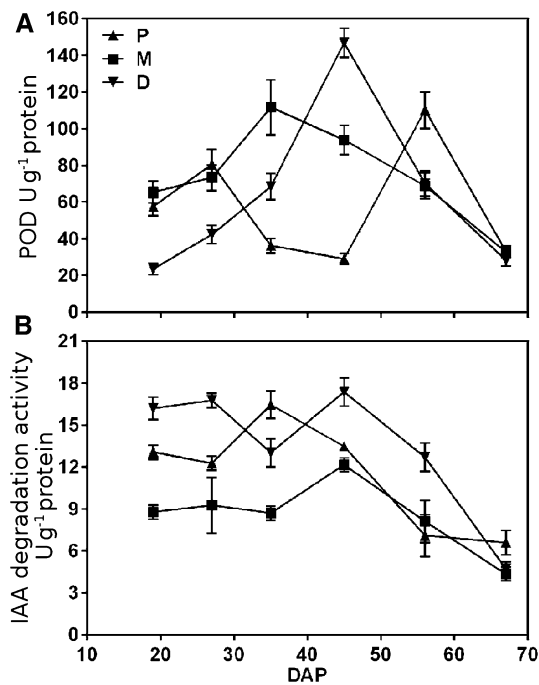 A
160
140
120
100
80
60
40
20
0
POD U g-1 protein
P
M
D
B
21
18
15
12
9
6
3
0
IAA degradation activity
U g-1 protein
10 20 30 40 50 60 70
DAP